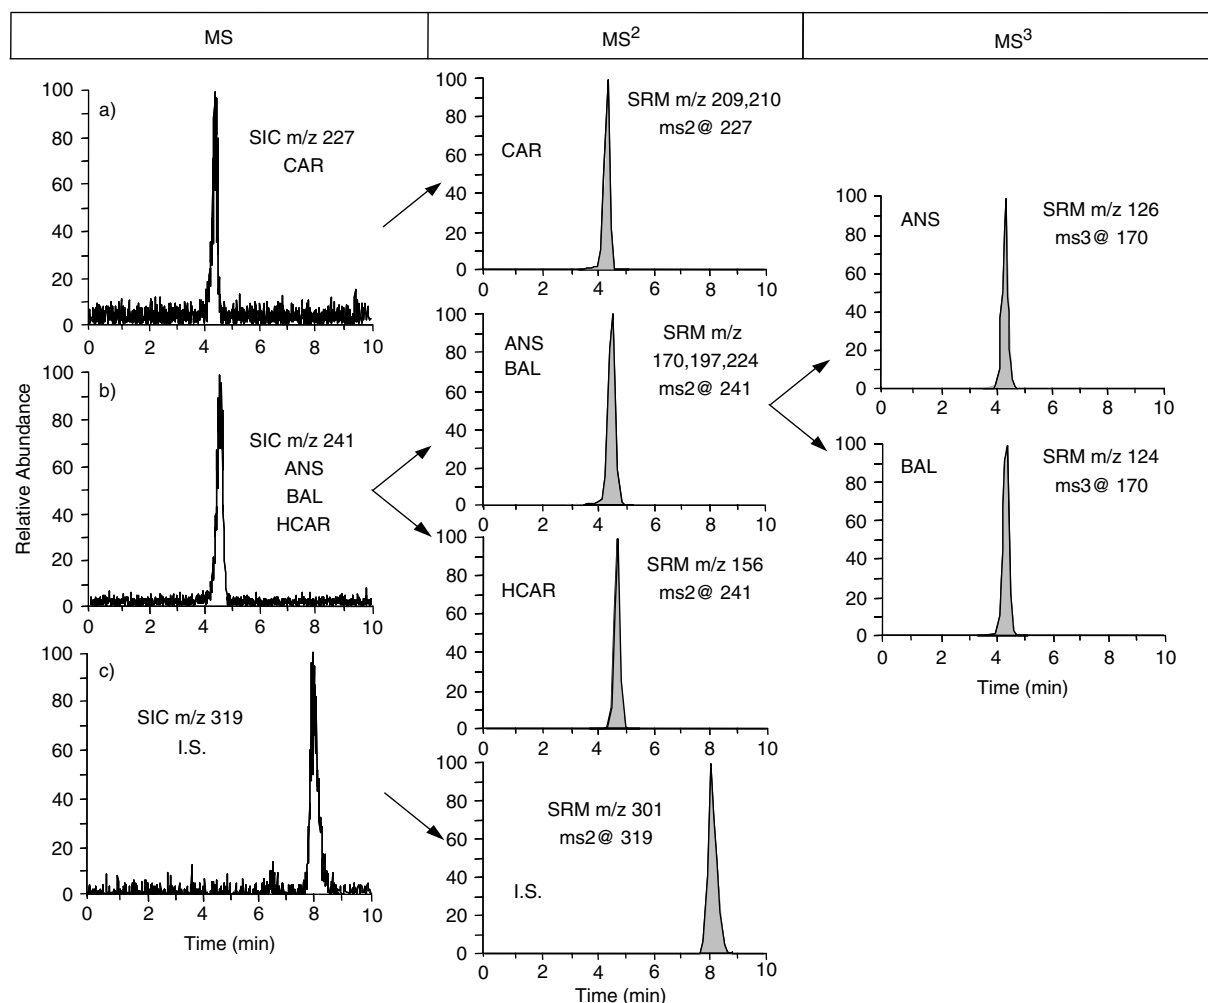 MS
MS2
MS3
a)
SIC m/z 227
CAR
100
80
60
40
20
0
0 2 4 6 8 10
CAR
SRM m/z 209,210
ms2@ 227
100
80
60
40
20
0
0 2 4 6 8 10
ANS
SRM m/z 126
ms3@ 170
100
80
60
40
20
0
0 2 4 6 8 10
Relative Abundance
b)
SIC m/z 241
ANS
BAL
HCAR
100
80
60
40
20
0
0 2 4 6 8 10
ANS
BAL
SRM m/z
170,197,224
ms2@ 241
100
80
60
40
20
0
0 2 4 6 8 10
BAL
SRM m/z 124
ms3@ 170
100
80
60
40
20
0
0 2 4 6 8 10
Time (min)
HCAR
SRM m/z 156
ms2@ 241
100
80
60
40
20
0
0 2 4 6 8 10
c)
SIC m/z 319
I.S.
100
80
60
40
20
0
0 2 4 6 8 10
Time (min)
SRM m/z 301
ms2@ 319
I.S.
100
80
60
40
20
0
0 2 4 6 8 10
Time (min)